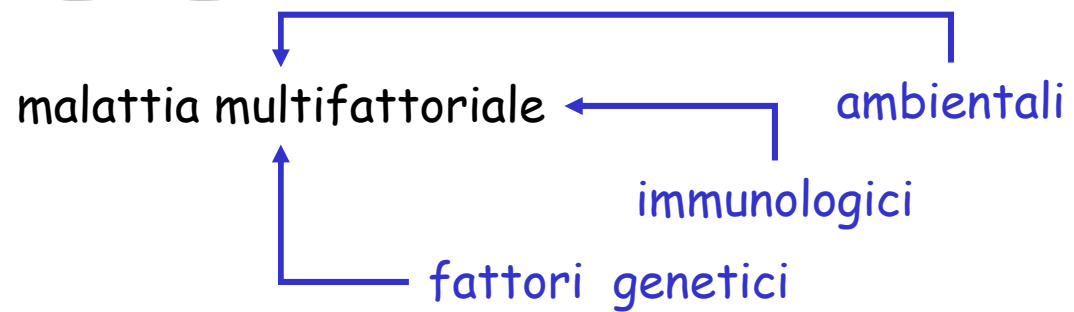 malattia multifattoriale
ambientali
immunologici
fattori genetici